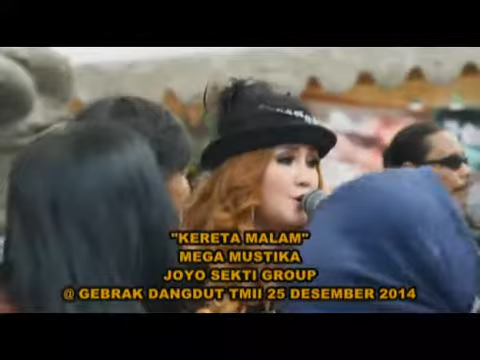 "KERETA MALAM"
MEGA MUSTIKA
JOYO SEKTI GROUP
@ GEBRAK DANGDUT TMII 25 DESEMBER 2014